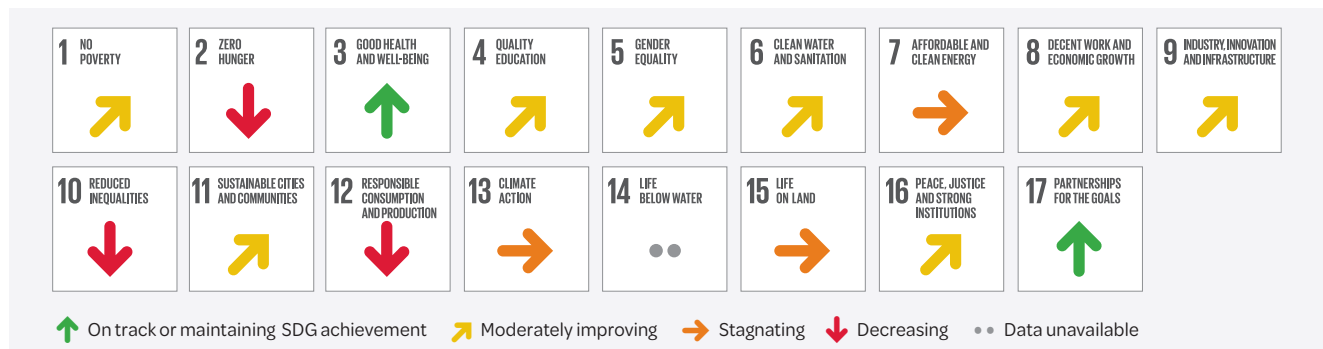 1 NO
POVERTY
2 ZERO
HUNGER
3 GOOD HEALTH
AND WELL-BEING
4 QUALITY
EDUCATION
5 GENDER
EQUALITY
6 CLEAN WATER
AND SANITATION
7 AFFORDABLE AND
CLEAN ENERGY
8 DECENT WORK AND
ECONOMIC GROWTH
9 INDUSTRY, INNOVATION
AND INFRASTRUCTURE
10 REDUCED
INEQUALITIES
11 SUSTAINABLE CITIES
AND COMMUNITIES
12 RESPONSIBLE
CONSUMPTION
AND PRODUCTION
13 CLIMATE
ACTION
14 LIFE
BELOW WATER
15 LIFE
ON LAND
16 PEACE, JUSTICE
AND STRONG
INSTITUTIONS
17 PARTNERSHIPS
FOR THE GOALS
On track or maintaining SDG achievement
Moderately improving
Stagnating
Decreasing
Data unavailable